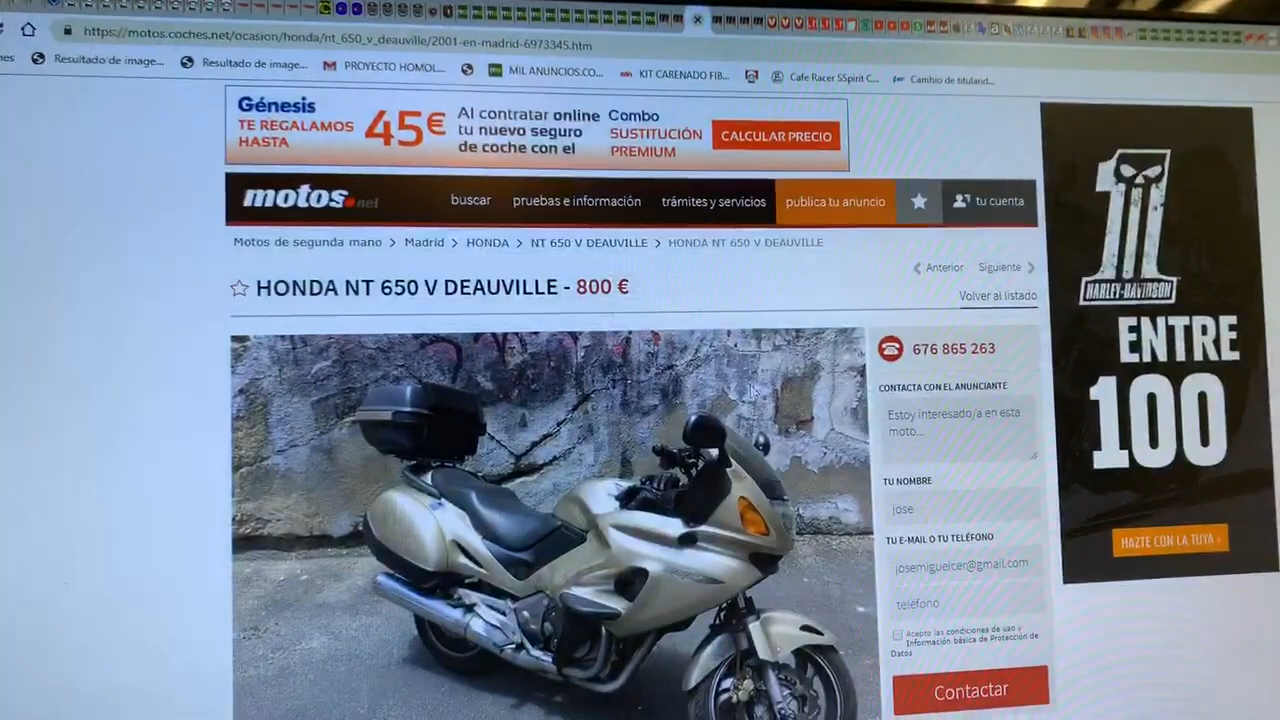 https://motos.coches.net/ocasion/honda/nt_650_v_deauville/2001-en-madrid-6973345.htm
nes
Resultado de image...
Resultado de image...
PROYECTO HOMOL...
MIL ANUNCIOS.CO...
KIT CARENADO FIB...
Cafe Racer SSpirit C...
Cambio de tituland...
Génesis
TE REGALAMOS
HASTA
45€
Al contratar online
tu nuevo seguro
de coche con el
Combo
SUSTITUCIÓN
PREMIUM
CALCULAR PRECIO
motos.net
buscar
pruebas e información
trámites y servicios
publica tu anuncio
tu cuenta
Motos de segunda mano > Madrid > HONDA > NT 650 V DEAUVILLE > HONDA NT 650 V DEAUVILLE
Anterior
Siguiente
Volver al listado
HONDA NT 650 V DEAUVILLE - 800 €
676 865 263
CONTACTA CON EL ANUNCIANTE
Estoy interesado/a en esta
moto...
TU NOMBRE
jose
TU E-MAIL O TU TELÉFONO
josemiguelcer@gmail.com
teléfono
Acepto las condiciones de uso y
Información básica de Protección de
Datos
Contactar
1
HARLEY-DAVIDSON
ENTRE
100
HAZTE CON LA TUYA ›